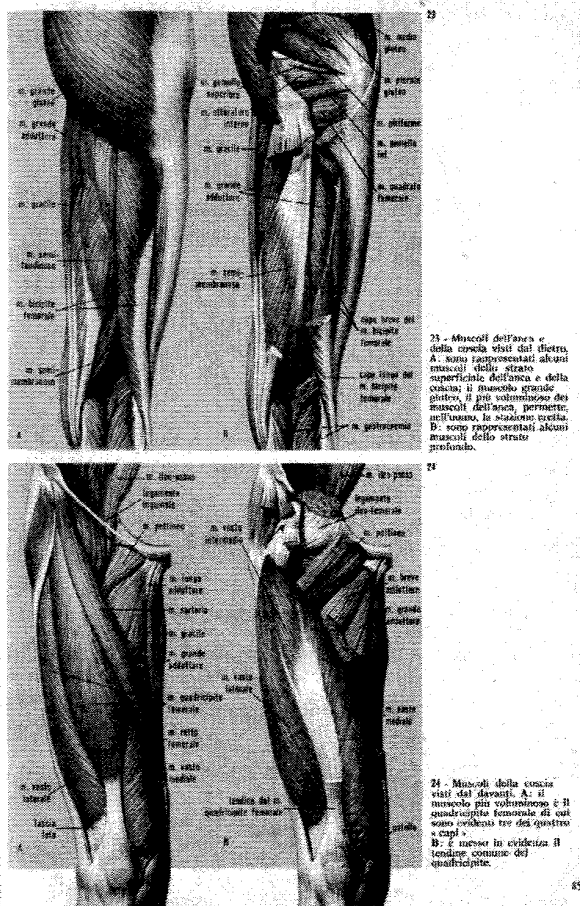 23
m. medio
gluteo
m. grande
gluteo
m. grande
adduttore
m. gracile
m. semi-
tendinoso
m. bicipite
femorale
m. semi-
membranoso
A
m. gemello
superiore
m. otturatore
interno
m. gracile
m. grande
adduttore
m. semi-
membranoso
B
m. piccolo
gluteo
m. piriforme
m. gemello
inf.
m. quadrato
femorale
capo breve del
m. bicipite
femorale
capo lungo del
m. bicipite
femorale
m. gastrocnemio
23 - Muscoli dell'anca e
della coscia visti dal dietro.
A: sono rappresentati alcuni
muscoli dello strato
superficiale dell'anca e della
coscia; il muscolo grande
gluteo, il più voluminoso dei
muscoli dell'anca, permette,
nell'uomo, la stazione eretta.
B: sono rappresentati alcuni
muscoli dello strato
profondo.
24
m. ileo-psoas
legamento
inguinale
m. pettineo
m. lungo
adduttore
m. sartorio
m. gracile
m. grande
adduttore
m. quadricipite
femorale
m. retto
femorale
m. vasto
mediale
m. vasto
laterale
fascia
lata
A
m. ileo-psoas
legamento
ileo-femorale
m. pettineo
m. vasto
intermedio
m. breve
adduttore
m. grande
adduttore
m. vasto
laterale
m. vasto
mediale
tendine del m.
quadricipite femorale
patella
B
24 - Muscoli della coscia
visti dal davanti. A: il
muscolo più voluminoso è il
quadricipite femorale di cui
sono evidenti tre dei quattro
« capi ».
B: è messo in evidenza il
tendine comune del
quadricipite.
85